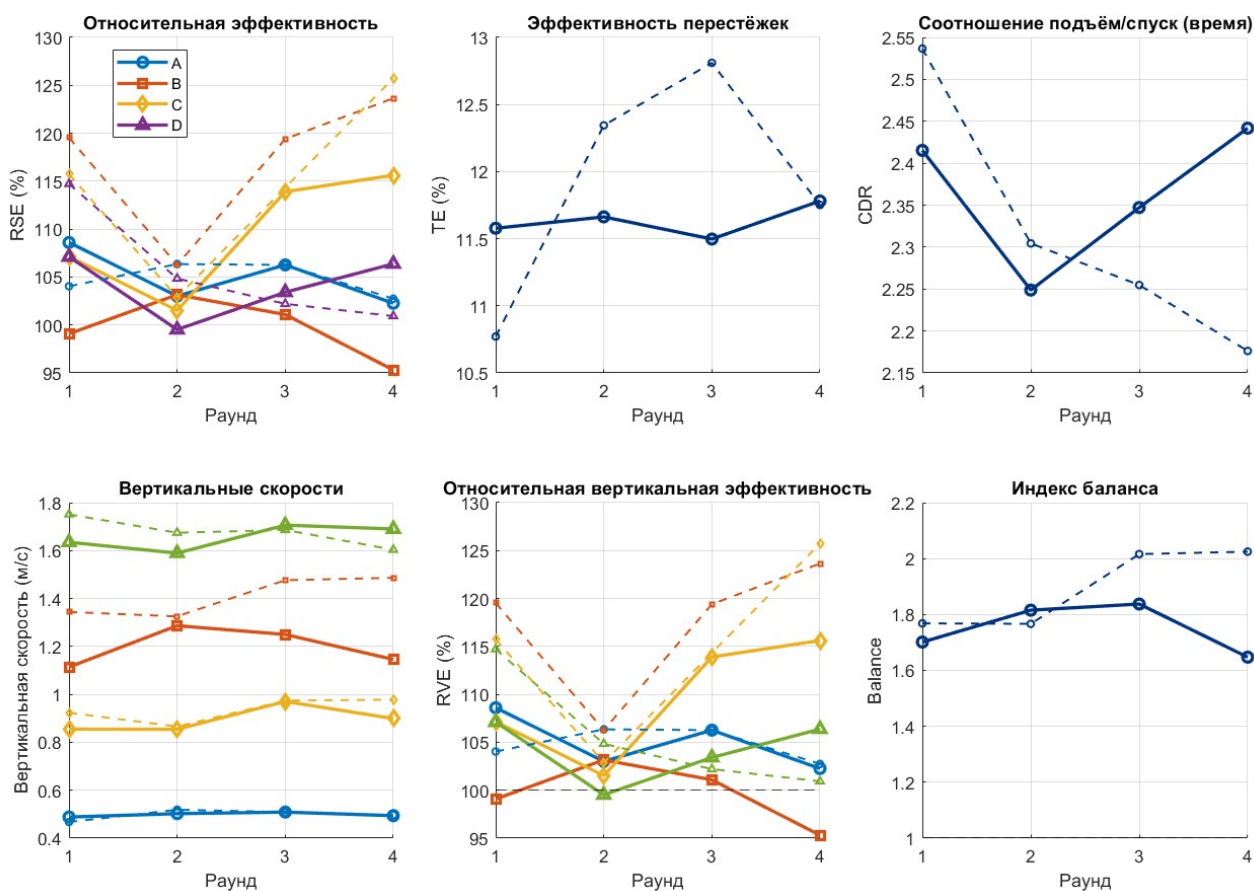 Относительная эффективность
130
125
120
115
110
105
100
95
RSE (%)
A
B
C
D
1 2 3 4
Раунд
Эффективность перестёжек
13
12.5
12
11.5
11
10.5
TE (%)
1 2 3 4
Раунд
Соотношение подъём/спуск (время)
2.55
2.5
2.45
2.4
2.35
2.3
2.25
2.2
2.15
CDR
1 2 3 4
Раунд
Вертикальные скорости
1.8
1.6
1.4
1.2
1
0.8
0.6
0.4
Вертикальная скорость (м/с)
1 2 3 4
Раунд
Относительная вертикальная эффективность
130
125
120
115
110
105
100
95
RVE (%)
1 2 3 4
Раунд
Индекс баланса
2.2
2
1.8
1.6
1.4
1.2
1
Balance
1 2 3 4
Раунд